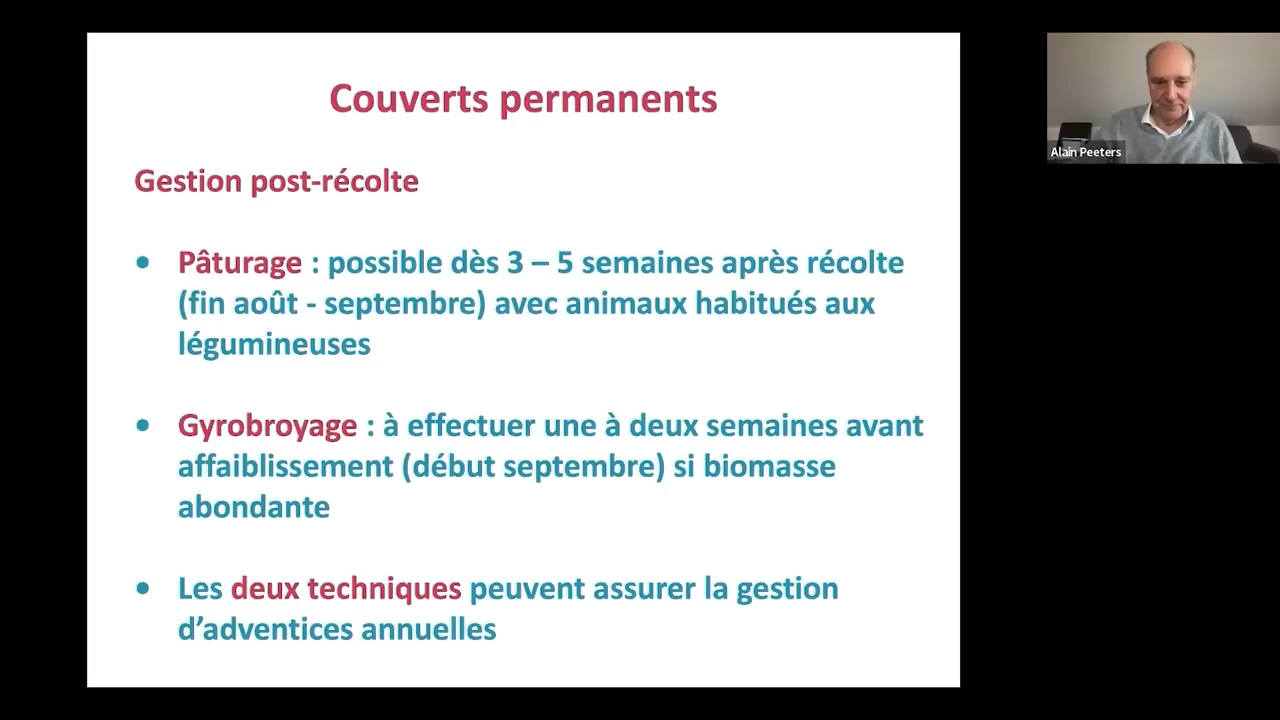 Couverts permanents
Gestion post-récolte
• Pâturage : possible dès 3 – 5 semaines après récolte
(fin août - septembre) avec animaux habitués aux
légumineuses
• Gyrobroyage : à effectuer une à deux semaines avant
affaiblissement (début septembre) si biomasse
abondante
• Les deux techniques peuvent assurer la gestion
d’adventices annuelles
Alain Peeters